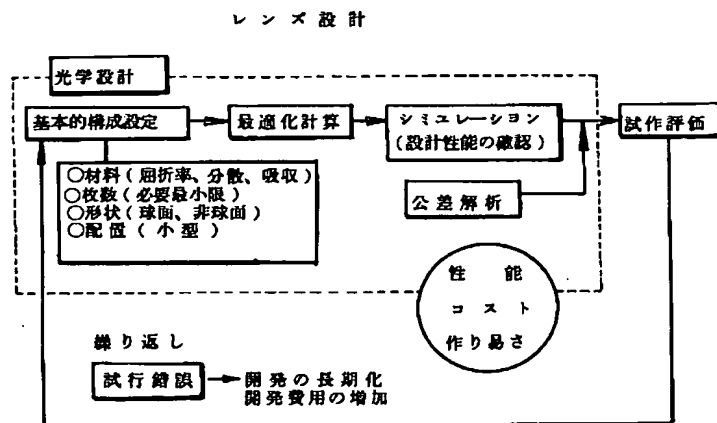 レンズ設計
光学設計
基本的構成設定
最適化計算
シミュレーション
(設計性能の確認)
試作評価
○材料(屈折率、分散、吸収)
○枚数(必要最小限)
○形状(球面、非球面)
○配置(小型)
公差解析
性能
コスト
作り易さ
繰り返し
試行錯誤
開発の長期化
開発費用の増加